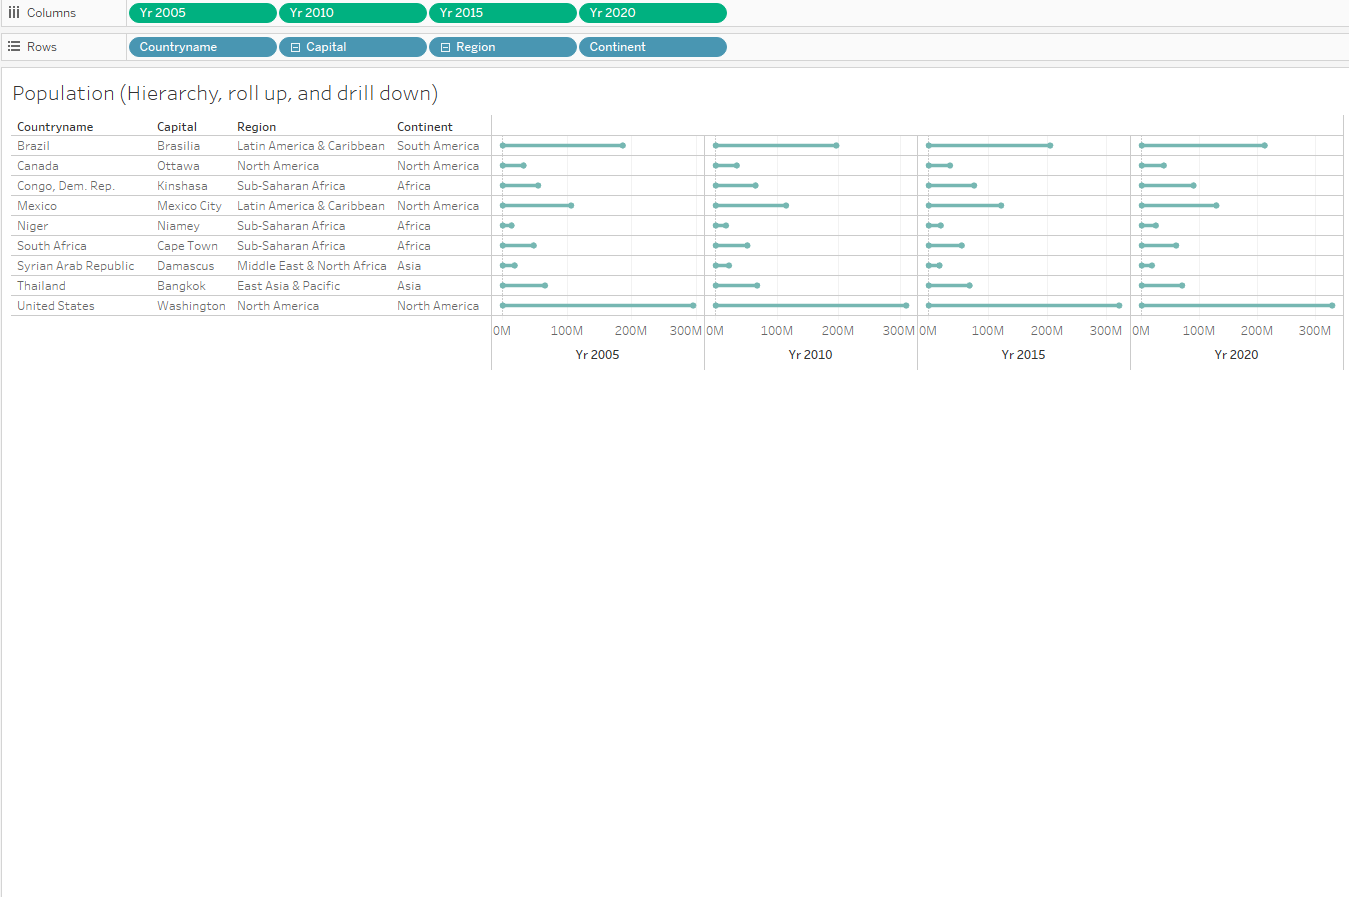 Columns Yr 2005 Yr 2010 Yr 2015 Yr 2020
Rows Countryname Capital Region Continent
Population (Hierarchy, roll up, and drill down)
Countryname Capital Region Continent
Brazil Brasilia Latin America & Caribbean South America
Canada Ottawa North America North America
Congo, Dem. Rep. Kinshasa Sub-Saharan Africa Africa
Mexico Mexico City Latin America & Caribbean North America
Niger Niamey Sub-Saharan Africa Africa
South Africa Cape Town Sub-Saharan Africa Africa
Syrian Arab Republic Damascus Middle East & North Africa Asia
Thailand Bangkok East Asia & Pacific Asia
United States Washington North America North America
0M 100M 200M 300M 0M 100M 200M 300M 0M 100M 200M 300M 0M 100M 200M 300M
Yr 2005 Yr 2010 Yr 2015 Yr 2020